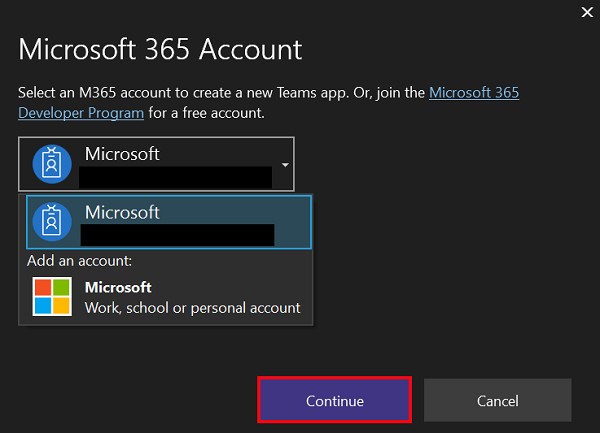 Microsoft 365 Account
Select an M365 account to create a new Teams app. Or, join the Microsoft 365
Developer Program for a free account.
Microsoft
Microsoft
Add an account:
Microsoft
Work, school or personal account
Continue
Cancel